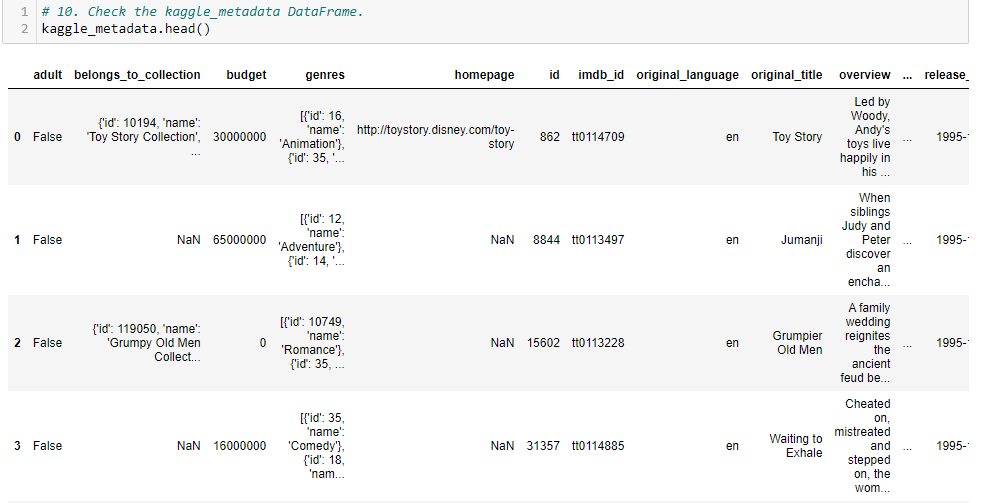 1 # 10. Check the kaggle_metadata DataFrame.
2 kaggle_metadata.head()
adult belongs_to_collection budget genres homepage id imdb_id original_language original_title overview ... release_
0 False {'id': 10194, 'name': 'Toy Story Collection', ... 30000000 [{'id': 16, 'name': 'Animation'}, {'id': 35, '... http://toystory.disney.com/toy-story 862 tt0114709 en Toy Story Led by Woody, Andy's toys live happily in his ... ... 1995-
1 False NaN 65000000 [{'id': 12, 'name': 'Adventure'}, {'id': 14, '... NaN 8844 tt0113497 en Jumanji When siblings Judy and Peter discover an encha... ... 1995-
2 False {'id': 119050, 'name': 'Grumpy Old Men Collect... 0 [{'id': 10749, 'name': 'Romance'}, {'id': 35, ... NaN 15602 tt0113228 en Grumpier Old Men A family wedding reignites the ancient feud be... ... 1995-
3 False NaN 16000000 [{'id': 35, 'name': 'Comedy'}, {'id': 18, 'nam... NaN 31357 tt0114885 en Waiting to Exhale Cheated on, mistreated and stepped on, the wom... ... 1995-